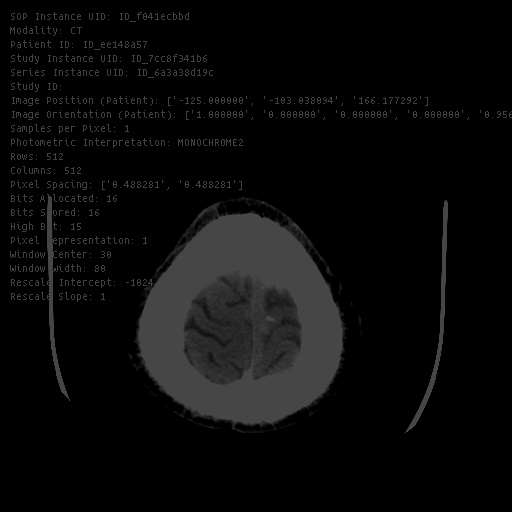 SOP Instance UID: ID_f041ecbbd
Modality: CT
Patient ID: ID_ee148a57
Study Instance UID: ID_7cc8f341b6
Series Instance UID: ID_6a3a38d19c
Study ID:
Image Position (Patient): ['-125.000000', '-103.038094', '166.177292']
Image Orientation (Patient): ['1.000000', '0.000000', '0.000000', '0.000000', '0.956
Samples per Pixel: 1
Photometric Interpretation: MONOCHROME2
Rows: 512
Columns: 512
Pixel Spacing: ['0.488281', '0.488281']
Bits Allocated: 16
Bits Stored: 16
High Bit: 15
Pixel Representation: 1
Window Center: 30
Window Width: 80
Rescale Intercept: -1024
Rescale Slope: 1